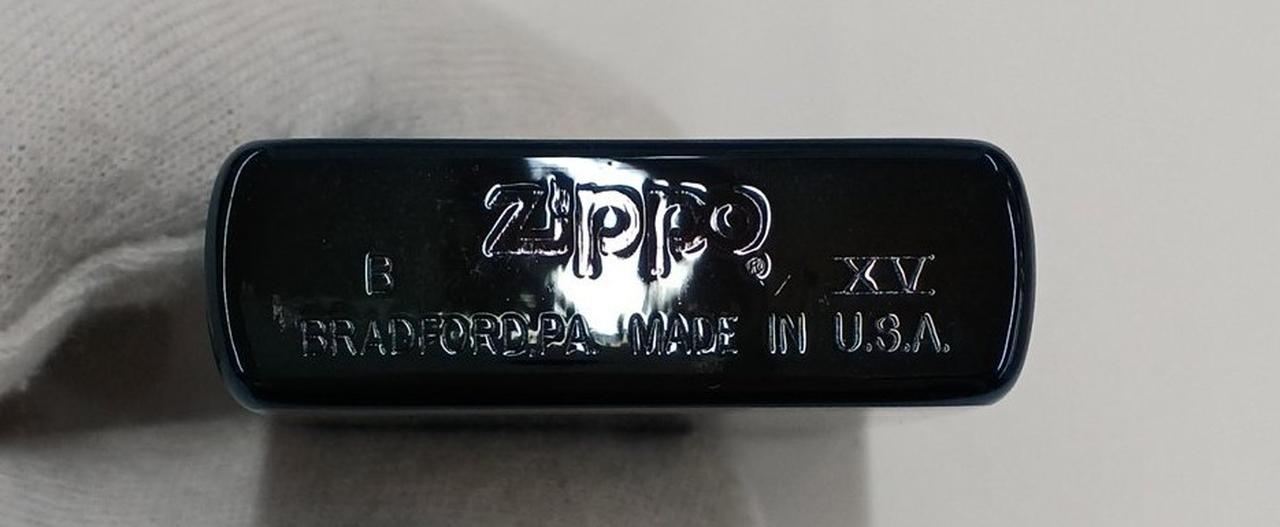 Zippo®
B XV
BRADFORD,PA. MADE IN U.S.A.